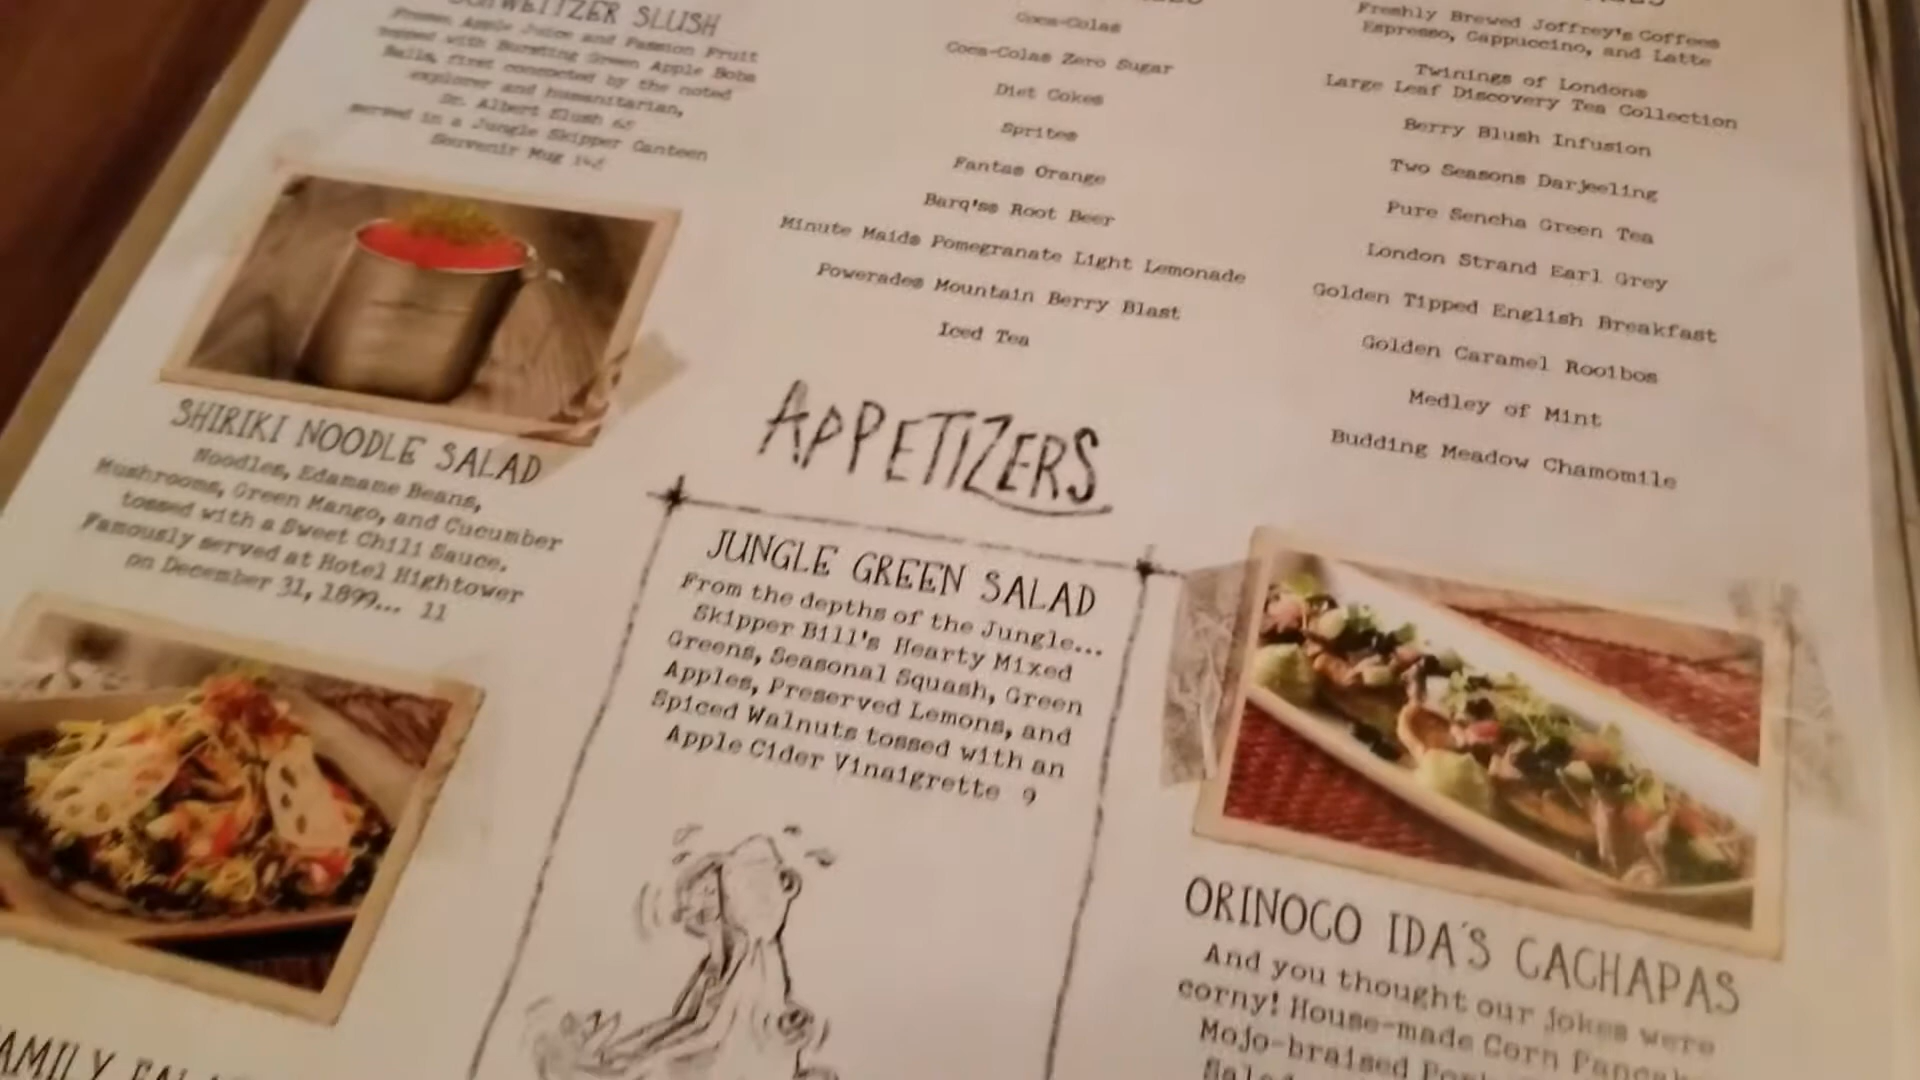 SLUSH
Frozen Apple Juice and Passion Fruit
topped with Bursting Green Apple Boba
Balls, first concocted by the noted
explorer and humanitarian,
Dr. Albert Slush
served in a Jungle Skipper Canteen
Souvenir Mug
SHIRIKI NOODLE SALAD
Noodles, Edamame Beans,
Mushrooms, Green Mango, and Cucumber
tossed with a Sweet Chili Sauce.
Famously served at Hotel Hightower
on December 31, 1899... 11
Coca-Cola®
Coca-Cola® Zero Sugar
Diet Coke®
Sprite®
Fanta® Orange
Barq's® Root Beer
Minute Maid® Pomegranate Light Lemonade
Powerade® Mountain Berry Blast
Iced Tea
Freshly Brewed Joffrey's Coffee®
Espresso, Cappuccino, and Latte
Twinings of London®
Large Leaf Discovery Tea Collection
Berry Blush Infusion
Two Seasons Darjeeling
Pure Sencha Green Tea
London Strand Earl Grey
Golden Tipped English Breakfast
Golden Caramel Rooibos
Medley of Mint
Budding Meadow Chamomile
APPETIZERS
JUNGLE GREEN SALAD
From the depths of the Jungle...
Skipper Bill's Hearty Mixed
Greens, Seasonal Squash, Green
Apples, Preserved Lemons, and
Spiced Walnuts tossed with an
Apple Cider Vinaigrette 9
ORINOCO IDA'S CACHAPAS
And you thought our jokes were
corny! House-made Corn
Mojo-braised